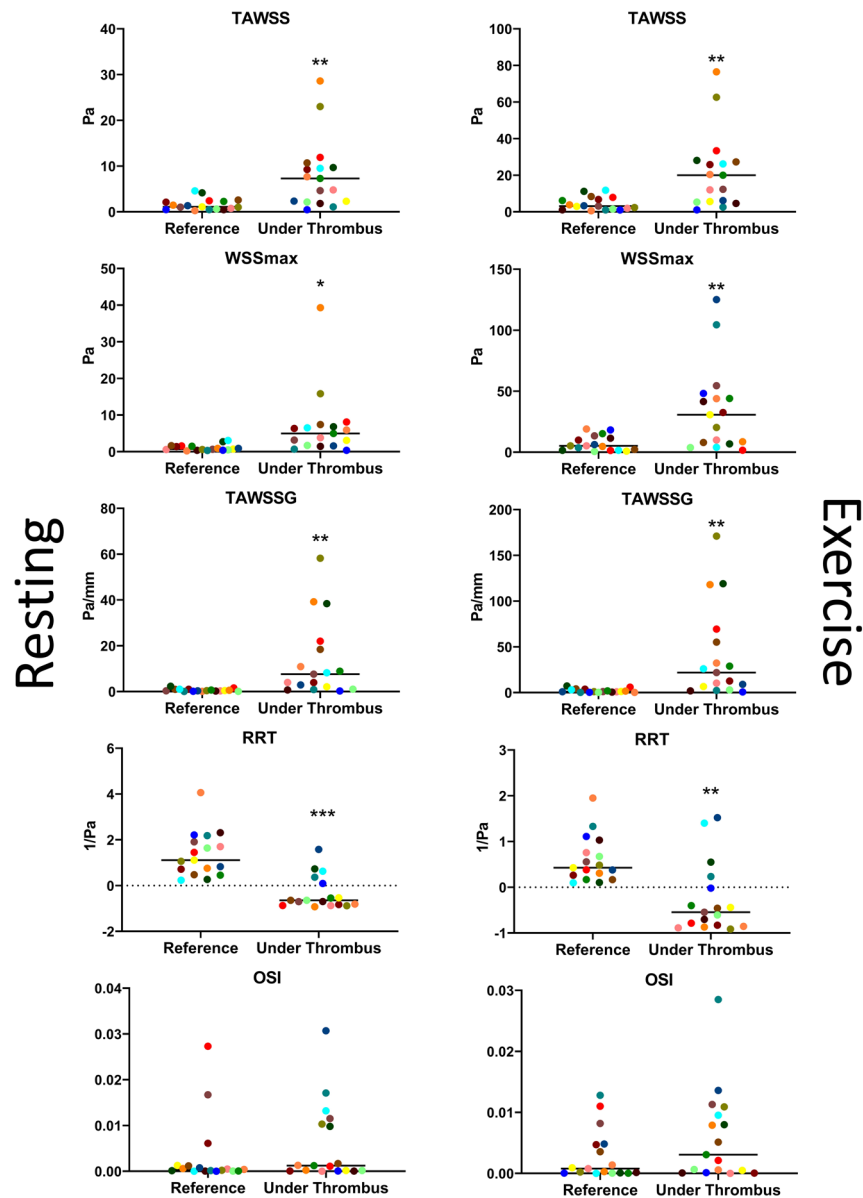 TAWSS
Pa
40
30
20
10
0
**
Reference Under Thrombus
TAWSS
Pa
100
80
60
40
20
0
**
Reference Under Thrombus
WSSmax
Pa
50
40
30
20
10
0
*
Reference Under Thrombus
WSSmax
Pa
150
100
50
0
**
Reference Under Thrombus
Resting
TAWSSG
Pa/mm
80
60
40
20
0
**
Reference Under Thrombus
TAWSSG
Pa/mm
200
150
100
50
0
**
Reference Under Thrombus
Exercise
RRT
1/Pa
6
4
2
0
-2
***
Reference Under Thrombus
RRT
1/Pa
3
2
1
0
-1
**
Reference Under Thrombus
OSI
0.04
0.03
0.02
0.01
0.00
Reference Under Thrombus
OSI
0.03
0.02
0.01
0.00
Reference Under Thrombus